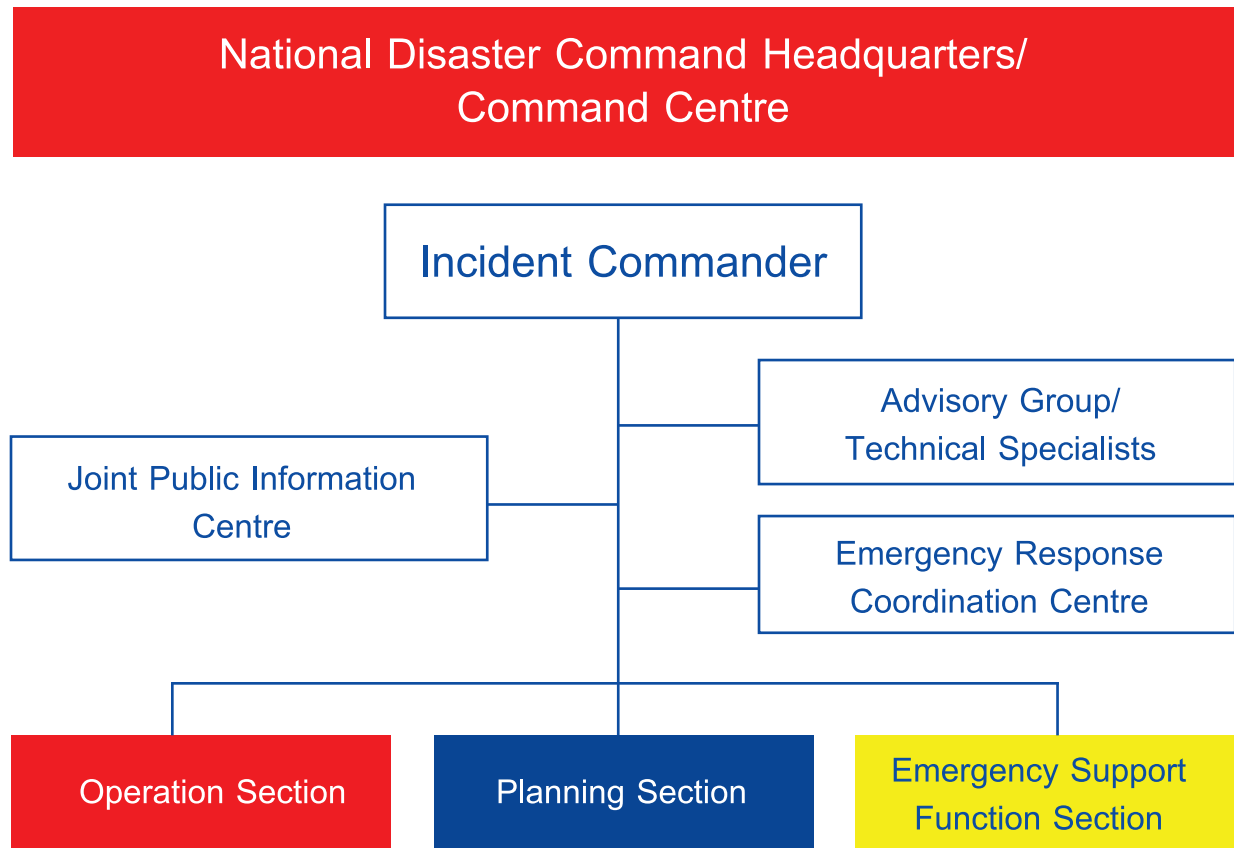 National Disaster Command Headquarters/
Command Centre
Incident Commander
Advisory Group/
Technical Specialists
Joint Public Information
Centre
Emergency Response
Coordination Centre
Operation Section
Planning Section
Emergency Support
Function Section